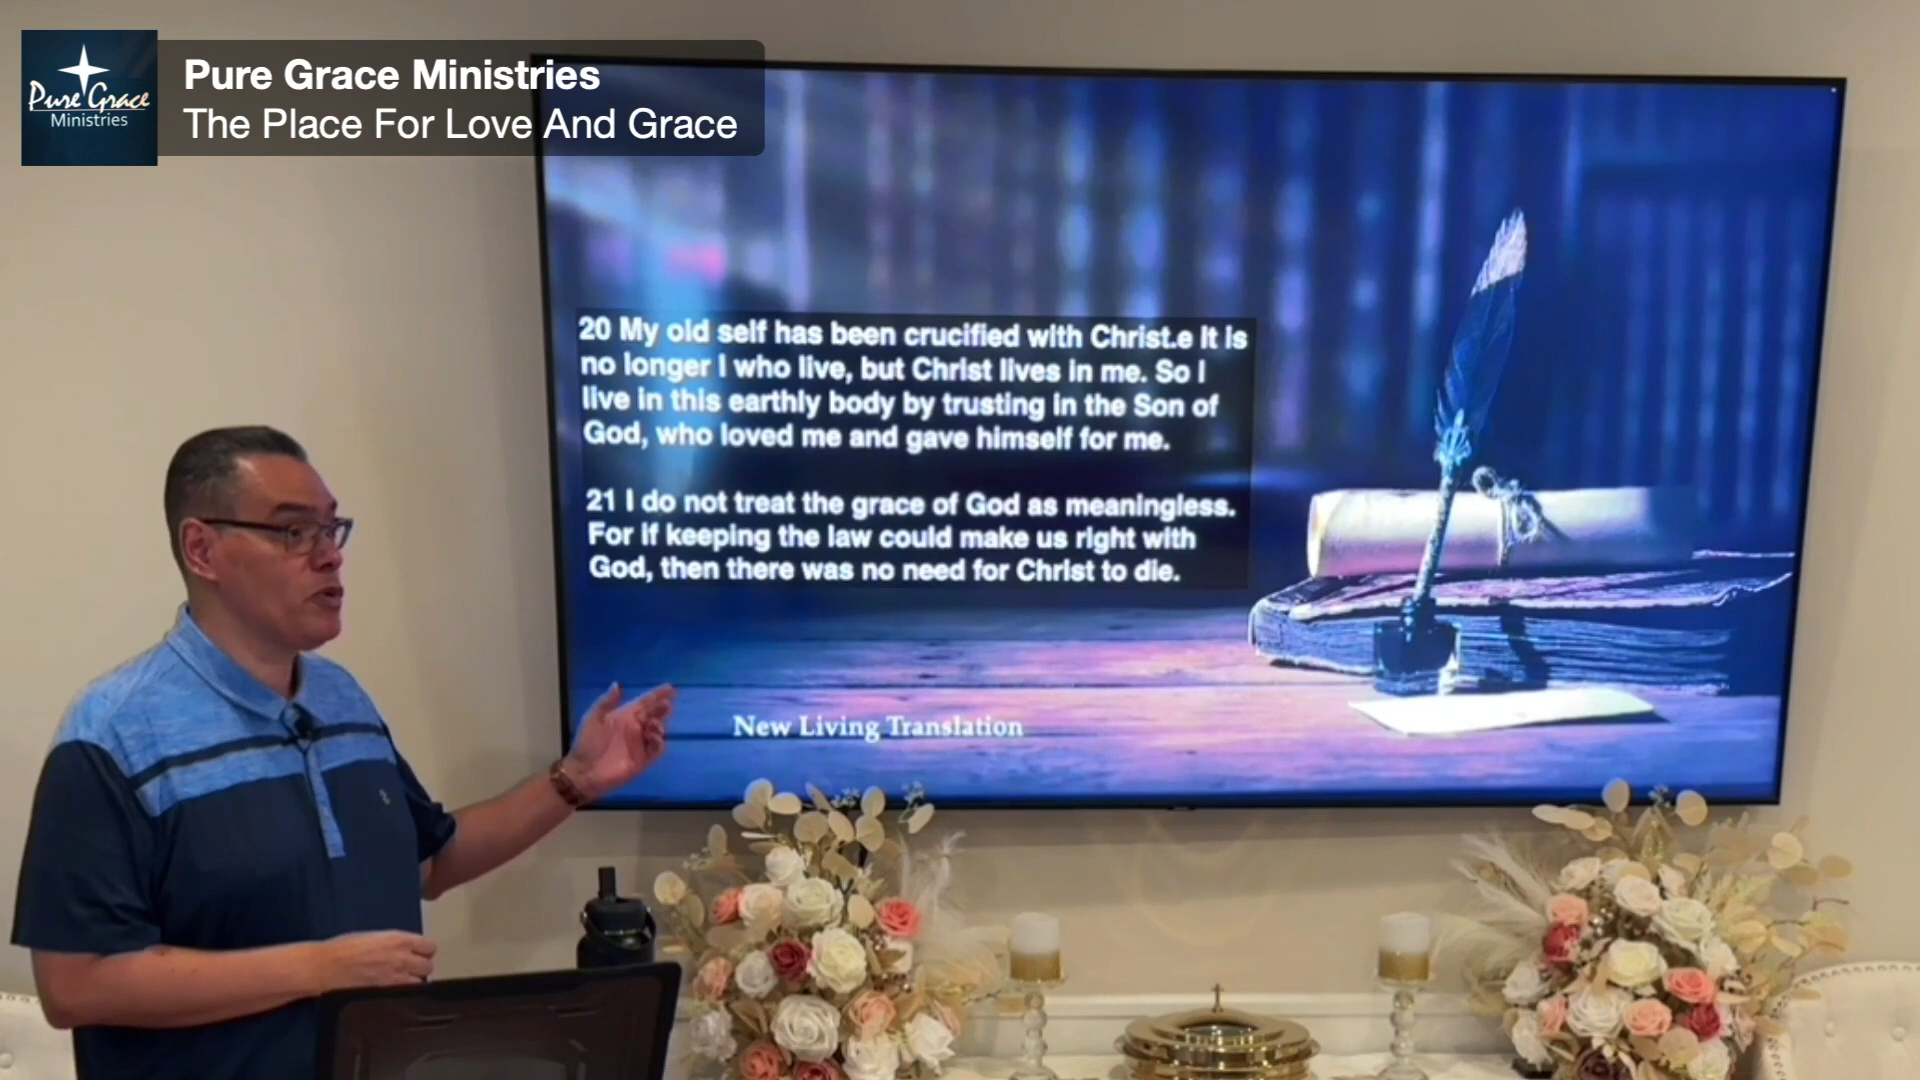 Pure Grace
Ministries
Pure Grace Ministries
The Place For Love And Grace
20 My old self has been crucified with Christ.e It is
no longer I who live, but Christ lives in me. So I
live in this earthly body by trusting in the Son of
God, who loved me and gave himself for me.
21 I do not treat the grace of God as meaningless.
For if keeping the law could make us right with
God, then there was no need for Christ to die.
New Living Translation